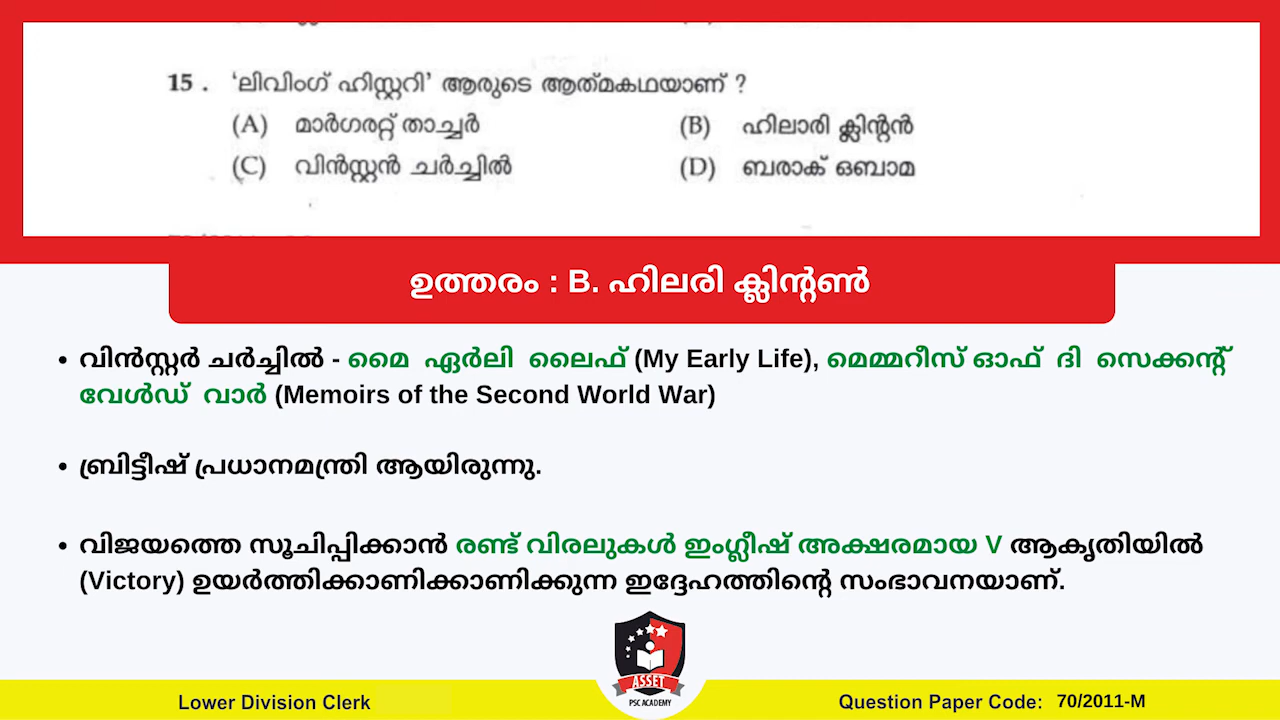 15 . ‘ലിവിംഗ് ഹിസ്റ്ററി’ ആരുടെ ആത്മകഥയാണ് ?
(A) മാർഗരറ്റ് താച്ചർ (B) ഹിലാരി ക്ലിന്റൻ
(C) വിൻസ്റ്റൻ ചർച്ചിൽ (D) ബരാക് ഒബാമ
ഉത്തരം : B. ഹിലരി ക്ലിന്റൺ
• വിൻസ്റ്റർ ചർച്ചിൽ - മൈ ഏർലി ലൈഫ് (My Early Life), മെമ്മറീസ് ഓഫ് ദി സെക്കന്റ്
വേൾഡ് വാർ (Memoirs of the Second World War)
• ബ്രിട്ടീഷ് പ്രധാനമന്ത്രി ആയിരുന്നു.
• വിജയത്തെ സൂചിപ്പിക്കാൻ രണ്ട് വിരലുകൾ ഇംഗ്ലീഷ് അക്ഷരമായ V ആകൃതിയിൽ
(Victory) ഉയർത്തിക്കാണിക്കാണിക്കുന്ന ഇദ്ദേഹത്തിന്റെ സംഭാവനയാണ്.
ASSET
PSC ACADEMY
Lower Division Clerk
Question Paper Code: 70/2011-M